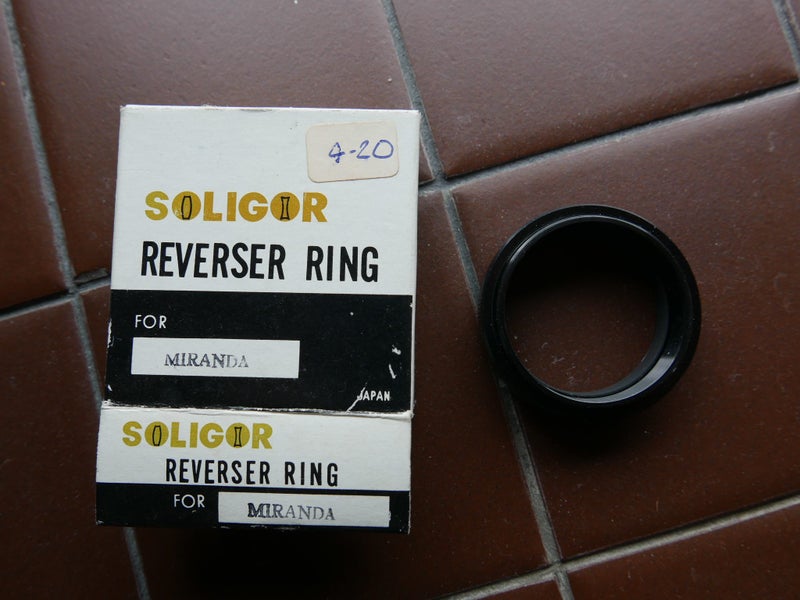 4-20
SOLIGOR
REVERSER RING
FOR
MIRANDA
JAPAN
SOLIGOR
REVERSER RING
FOR MIRANDA